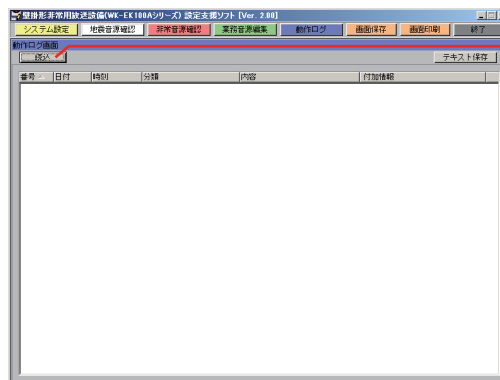 壁掛形非常用放送設備(WK-EK100Aシリーズ) 設定支援ソフト [Ver. 2.00]
システム設定 地震音源確認 非常音源確認 業務音源編集 動作ログ 画面保存 画面印刷 終了
動作ログ画面
読込 テキスト保存
番号 日付 時刻 分類 内容 付加情報